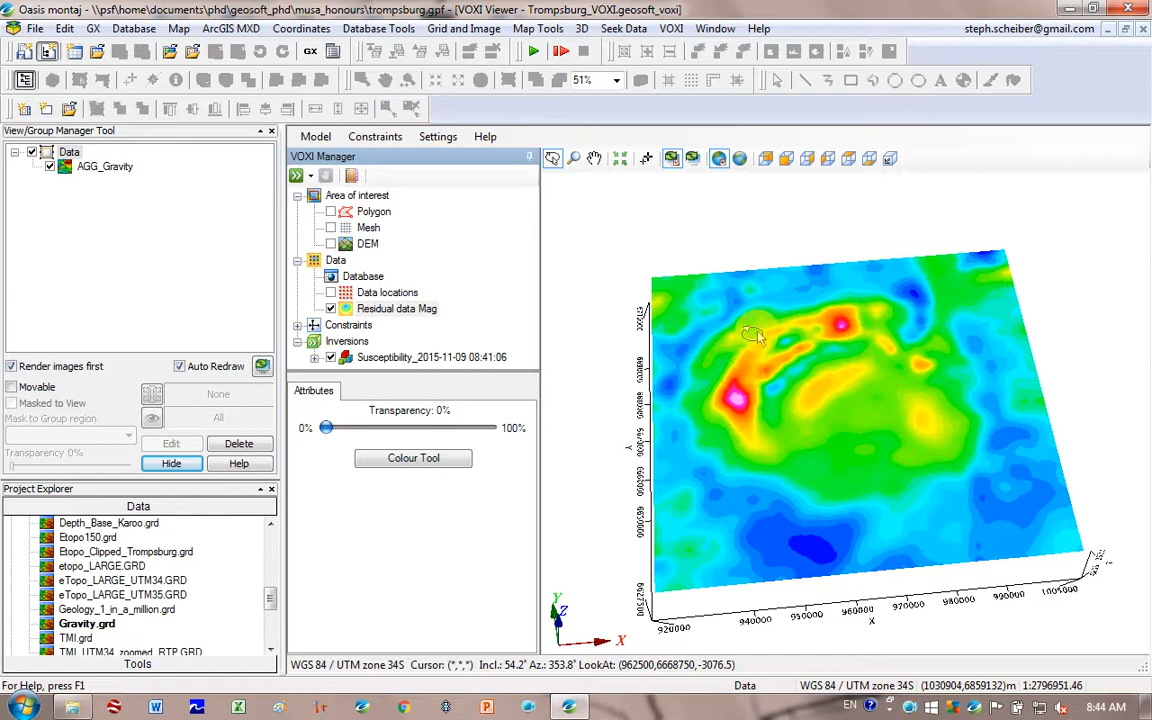 Oasis montaj - \\psf\home\documents\phd\geosoft_phd\musa_honours\trompsburg.gpf - [VOXI Viewer - Trompsburg_VOXI.geosoft_voxi]
File Edit GX Database Map ArcGIS MXD Coordinates Database Tools Grid and Image Map Tools 3D Seek Data VOXI Window Help steph.scheiber@gmail.com
GX
51%
View/Group Manager Tool
Data
AGG_Gravity
Model Constraints Settings Help
VOXI Manager
Area of interest
Polygon
Mesh
DEM
Data
Database
Data locations
Residual data Mag
Constraints
Inversions
Susceptibility_2015-11-09 08:41:06
Render images first Auto Redraw
Movable
Masked to View
Mask to Group region
Transparency 0%
None
All
Edit Delete
Hide Help
Attributes
Transparency: 0%
0% 100%
Colour Tool
Project Explorer
Data
Depth_Base_Karoo.grd
Etopo150.grd
Etopo_Clipped_Trompsburg.grd
etopo_LARGE.GRD
eTopo_LARGE_UTM34.GRD
eTopo_LARGE_UTM35.GRD
Geology_1_in_a_million.grd
Gravity.grd
TMI.grd
TMI_UTM34_zoomed_RTP.GRD
Tools
Y
920000 940000 950000 960000 970000 980000 990000 1005000
X
Y
Z
X
WGS 84 / UTM zone 34S Cursor: (*,*,*) Incl.: 54.2° Az: 353.8° LookAt: (962500,6668750,-3076.5)
For Help, press F1 Data WGS 84 / UTM zone 34S (1030904,6859132)m 1:2796951.46
EN 8:44 AM